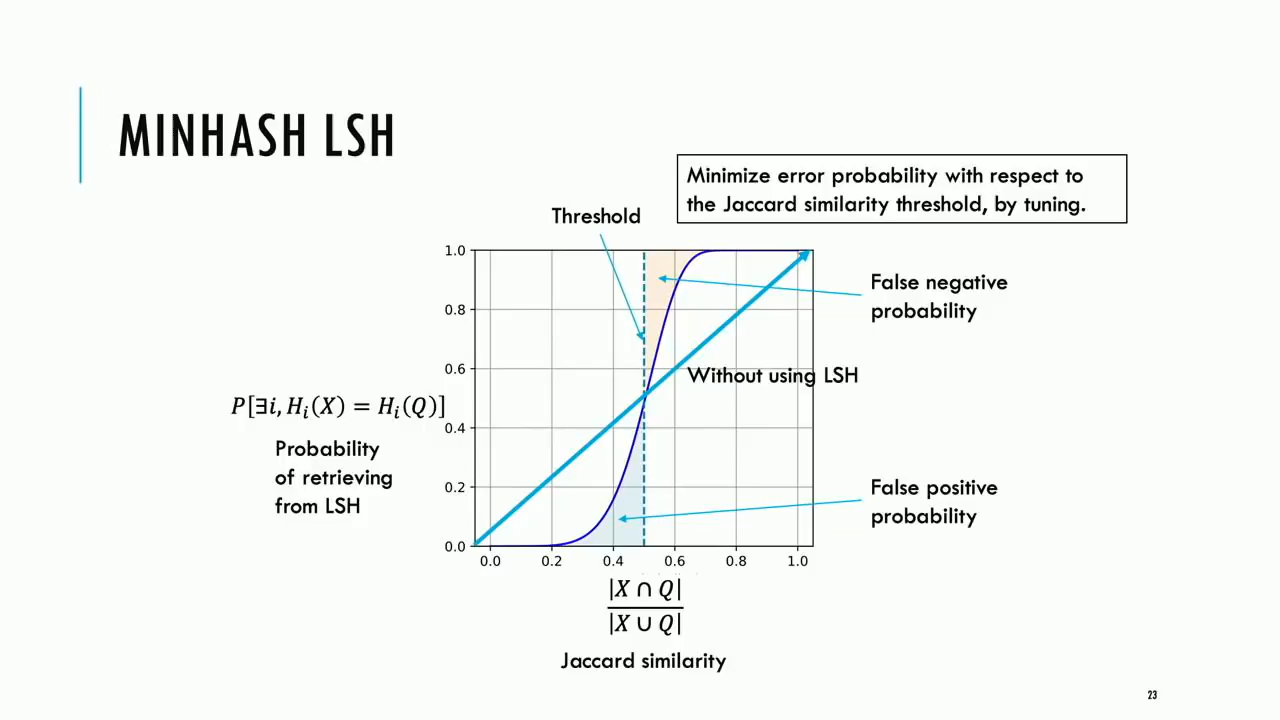 MINHASH LSH
Minimize error probability with respect to
the Jaccard similarity threshold, by tuning.
Threshold
1.0
0.8
0.6
0.4
0.2
0.0
0.0 0.2 0.4 0.6 0.8 1.0
False negative
probability
Without using LSH
P[∃i, Hᵢ(X) = Hᵢ(Q)]
Probability
of retrieving
from LSH
False positive
probability
|X ∩ Q|
|X ∪ Q|
Jaccard similarity
23